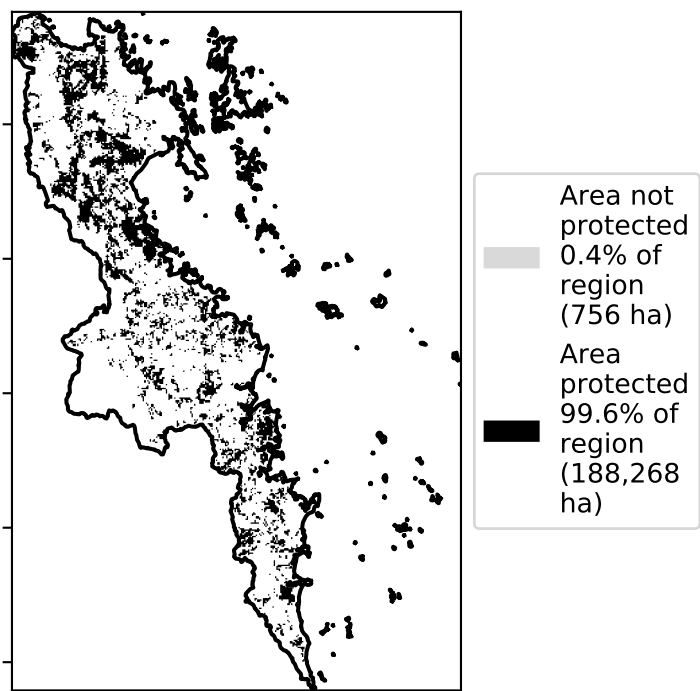 Area not
protected
0.4% of
region
(756 ha)
Area
protected
99.6% of
region
(188,268
ha)